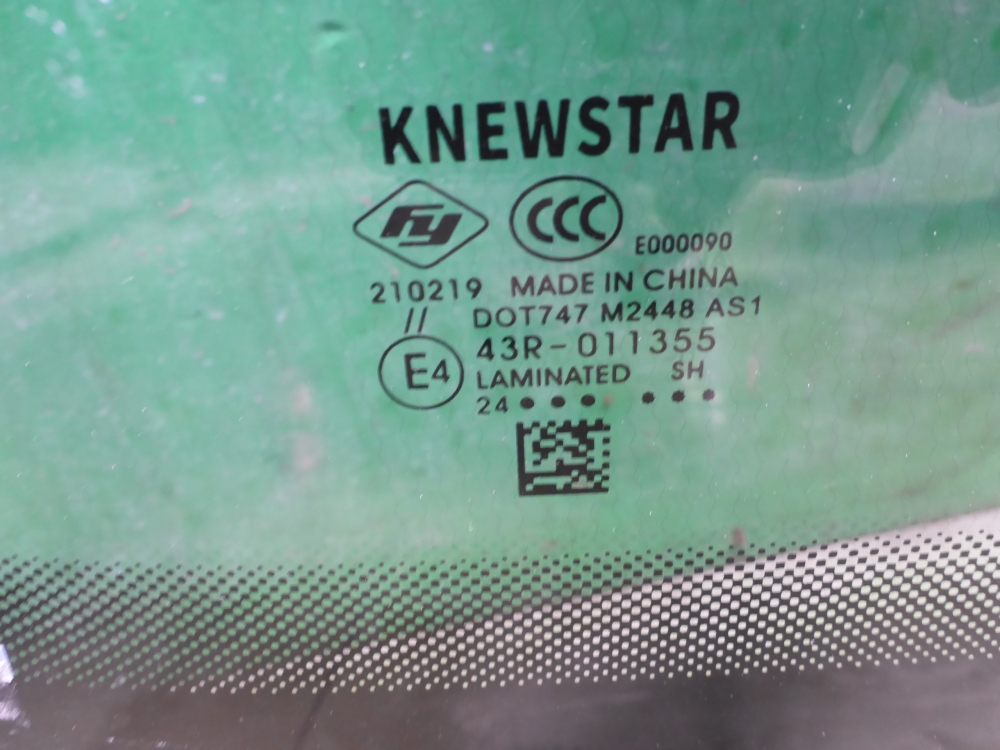 KNEWSTAR
FY CCC E000090
210219 MADE IN CHINA
// DOT747 M2448 AS1
E4 43R-011355
LAMINATED SH
24 ● ● ● ● ● ●